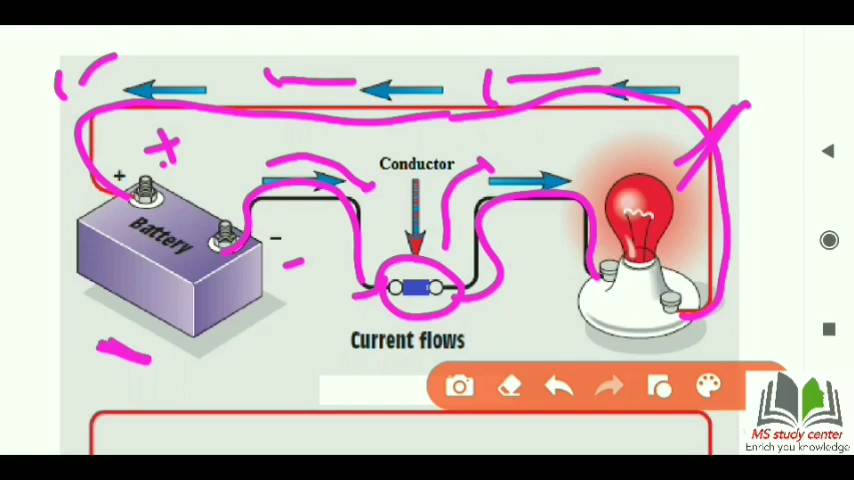 Conductor
+
Battery
−
Current flows
MS study center
Enrich you knowledge